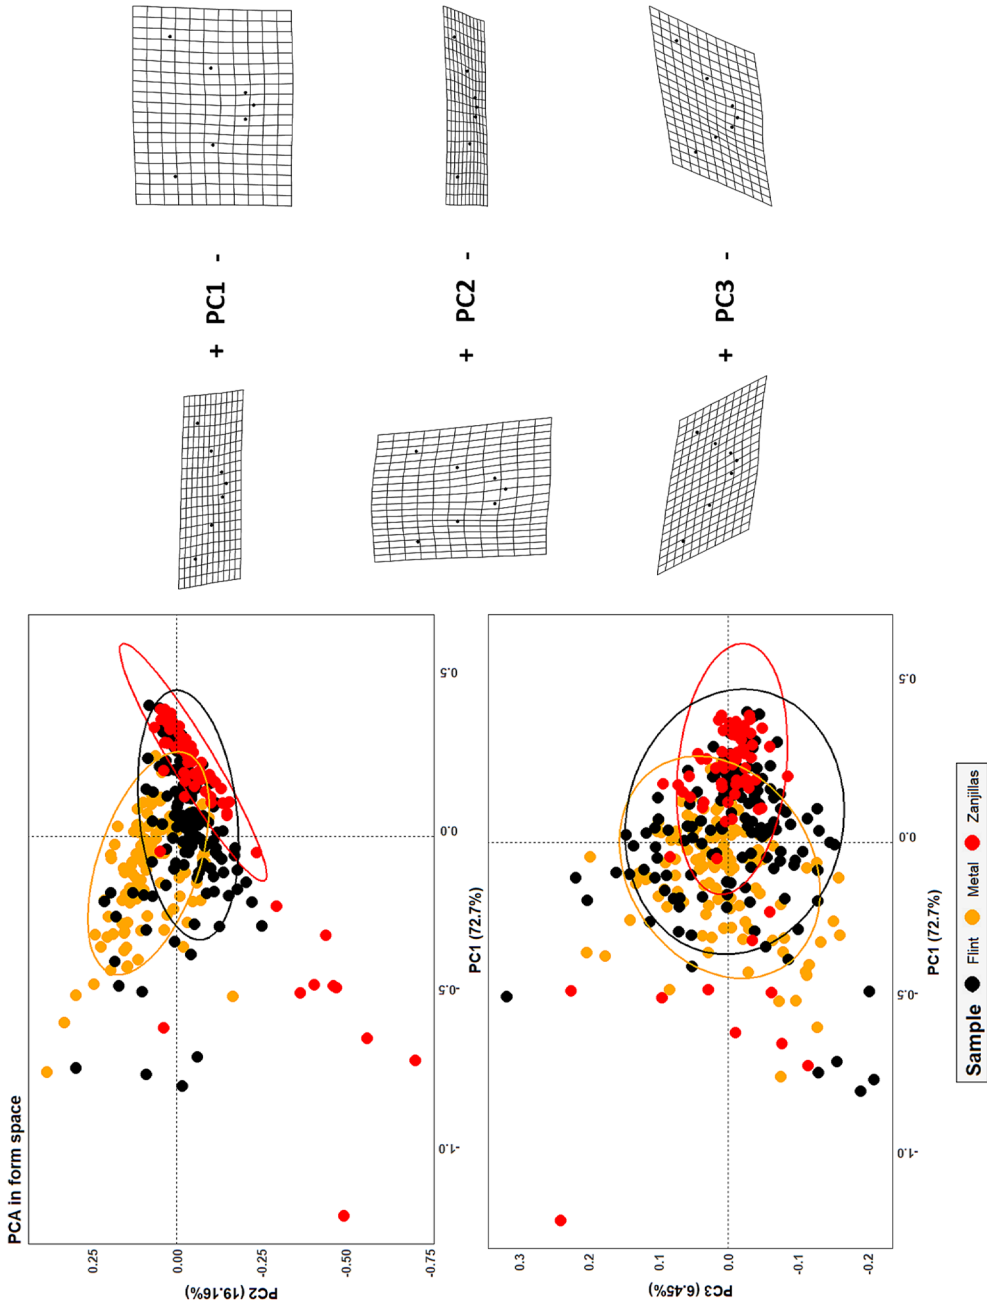 PCA in form space
PC2 (19.16%)
0.25
0.00
-0.25
-0.50
-0.75
-1.0
-0.5
0.0
0.5
PC1 (72.7%)
PC3 (6.45%)
0.3
0.2
0.1
0.0
-0.1
-0.2
-1.0
-0.5
0.0
0.5
PC1 (72.7%)
Sample Flint Metal Zanjillas
+ PC1 -
+ PC2 -
+ PC3 -